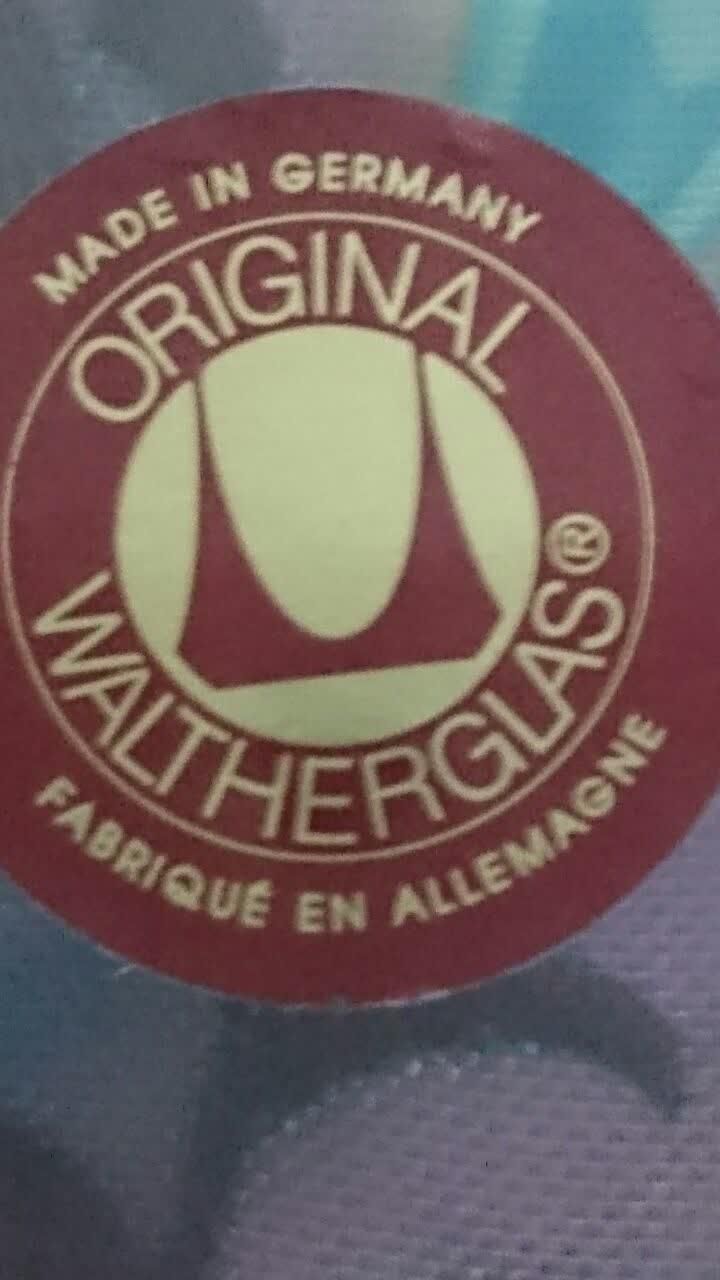 MADE IN GERMANY
ORIGINAL
WALTHERGLAS®
FABRIQUÉ EN ALLEMAGNE